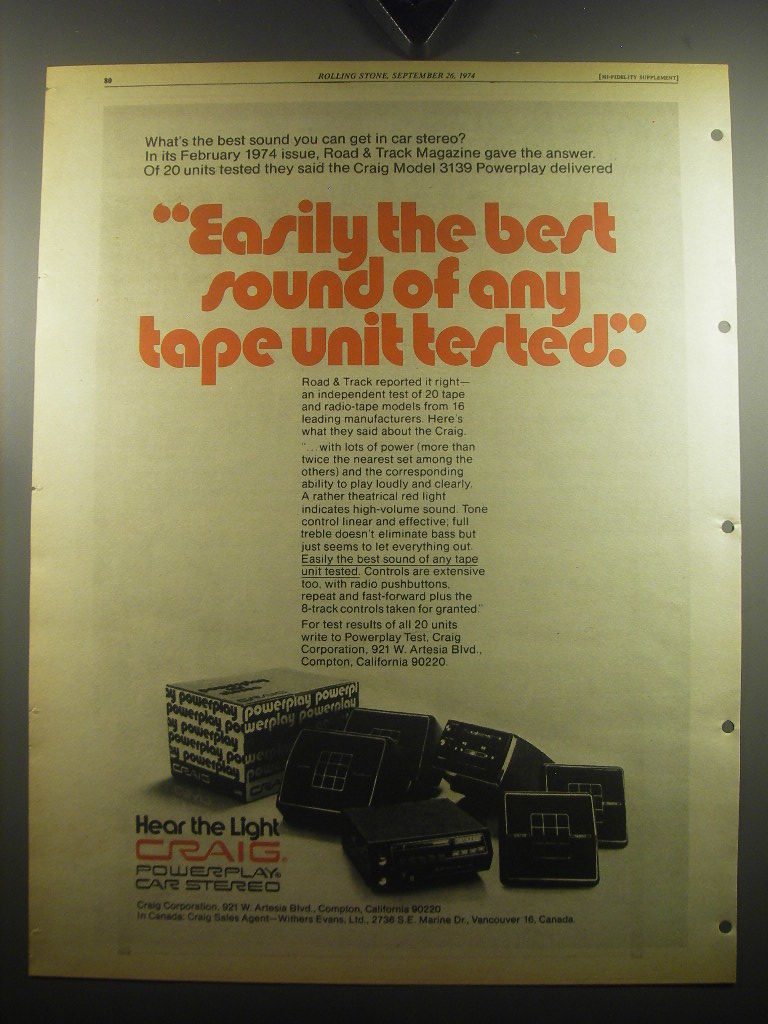 80
ROLLING STONE, SEPTEMBER 26, 1974
[HI-FIDELITY SUPPLEMENT]
What's the best sound you can get in car stereo?
In its February 1974 issue, Road & Track Magazine gave the answer.
Of 20 units tested they said the Craig Model 3139 Powerplay delivered
“Easily the best
sound of any
tape unit tested.”
Road & Track reported it right—
an independent test of 20 tape
and radio-tape models from 16
leading manufacturers. Here's
what they said about the Craig.
"...with lots of power (more than
twice the nearest set among the
others) and the corresponding
ability to play loudly and clearly.
A rather theatrical red light
indicates high-volume sound. Tone
control linear and effective; full
treble doesn't eliminate bass but
just seems to let everything out.
Easily the best sound of any tape
unit tested. Controls are extensive
too, with radio pushbuttons,
repeat and fast-forward plus the
8-track controls taken for granted."
For test results of all 20 units
write to Powerplay Test, Craig
Corporation, 921 W. Artesia Blvd.,
Compton, California 90220.
powerplay powerpl
powerplay
powerplay
powerplay
powerplay
CRAIG
Hear the Light
CRAIG®
POWERPLAY®
CAR STEREO
Craig Corporation, 921 W. Artesia Blvd., Compton, California 90220
In Canada: Craig Sales Agent—Withers Evans, Ltd., 2736 S.E. Marine Dr., Vancouver 16, Canada.